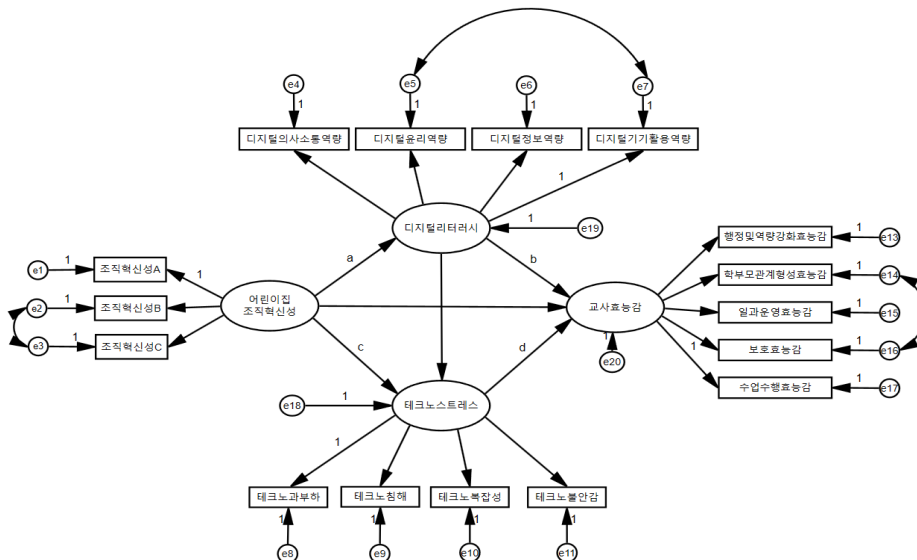 e4
e5
e6
e7
1
1
1
1
디지털의사소통역량
디지털윤리역량
디지털정보역량
디지털기기활용역량
1
디지털리터러시
1
e19
a
b
e1
1
조직혁신성A
1
e2
1
조직혁신성B
e3
1
조직혁신성C
어린이집
조직혁신성
c
d
교사효능감
1
e20
행정및역량강화효능감
1
e13
학부모관계형성효능감
1
e14
일과운영효능감
1
e15
보호효능감
1
e16
1
수업수행효능감
1
e17
e18
1
테크노스트레스
1
테크노과부하
테크노침해
테크노복잡성
테크노불안감
1
1
1
1
e8
e9
e10
e11